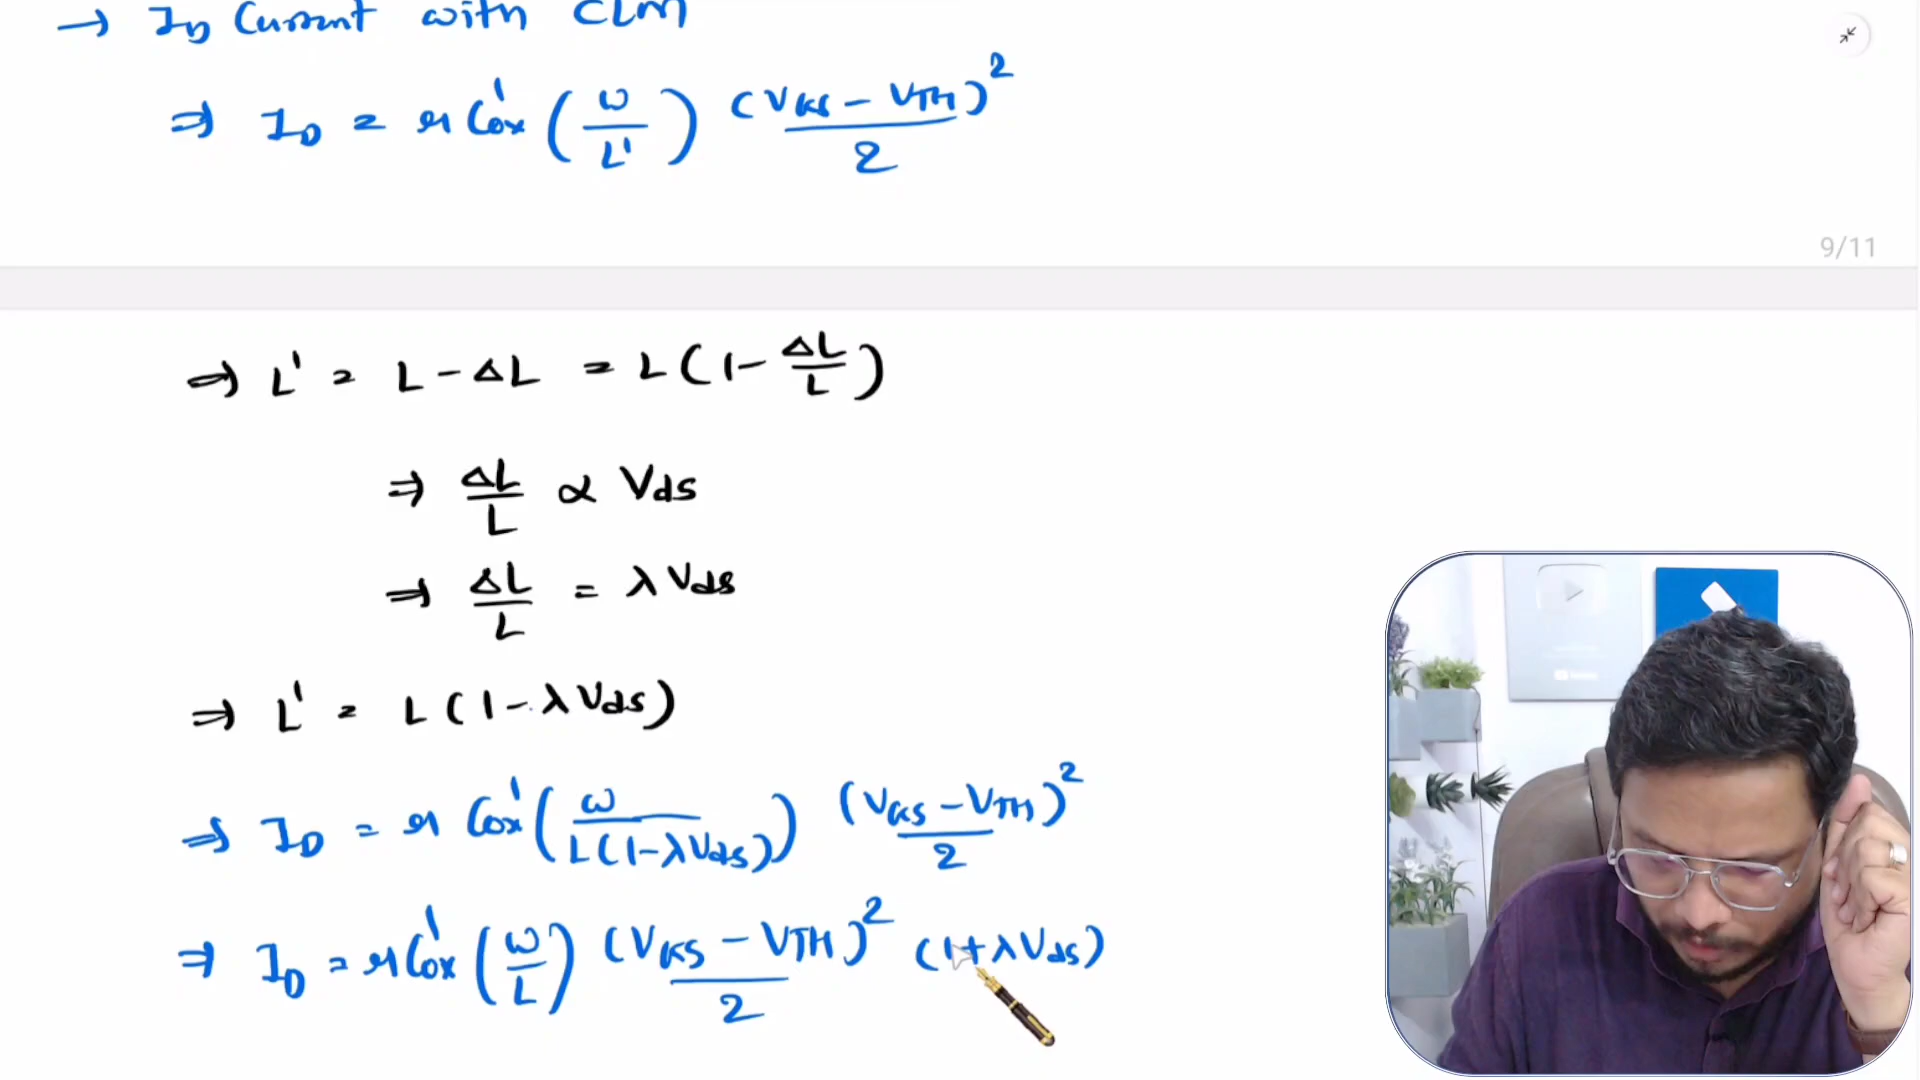 → ID Current with CLM
⇒ ID = μ Cox' (W/L') (VGS - VTH)²/2
9/11
⇒ L' = L - ΔL = L(1 - ΔL/L)
⇒ ΔL/L ∝ Vds
⇒ ΔL/L = λVds
⇒ L' = L(1 - λVds)
⇒ ID = μ Cox' (W/L(1-λVds)) (VGS - VTH)²/2
⇒ ID = μ Cox' (W/L) (VGS - VTH)²/2 (1+λVds)